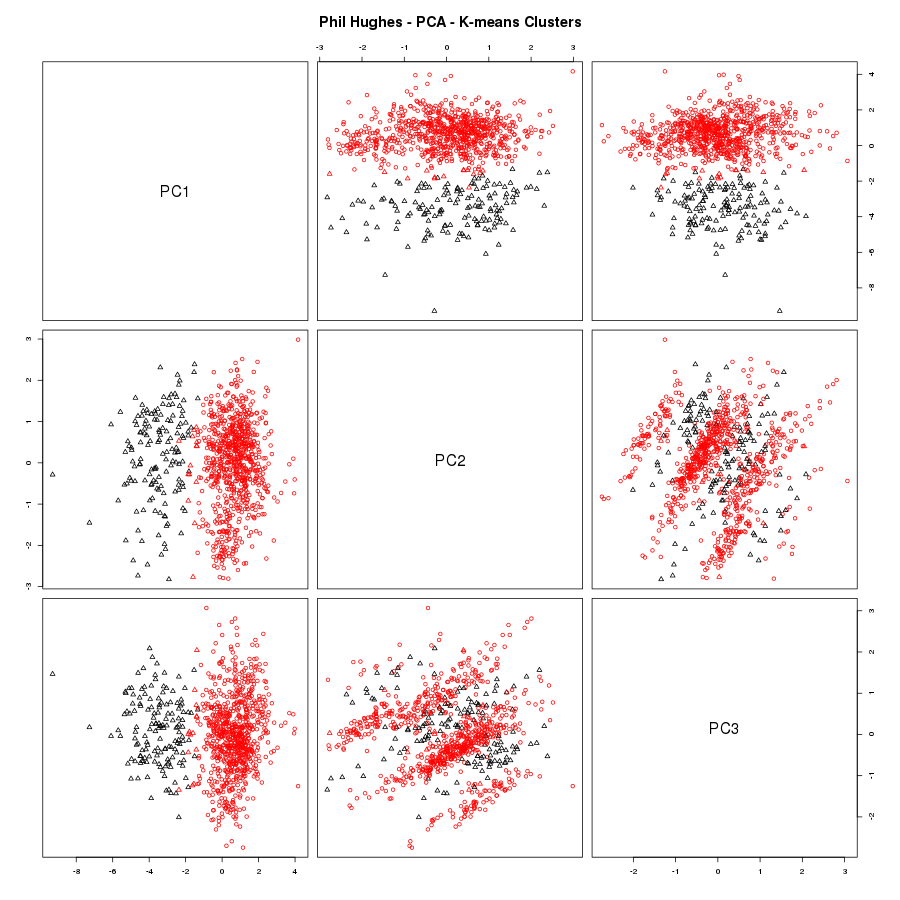 Phil Hughes - PCA - K-means Clusters
-3 -2 -1 0 1 2 3
PC1
4 2 0 -2 -4 -6 -8
3 2 1 0 -1 -2 -3
PC2
PC3
3 2 1 0 -1 -2
-8 -6 -4 -2 0 2 4
-2 -1 0 1 2 3